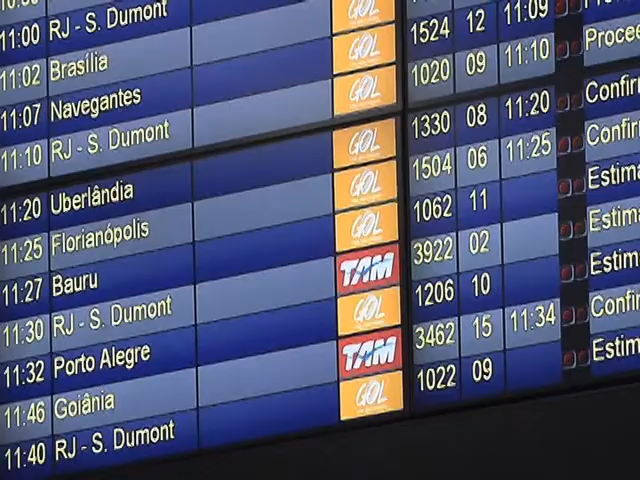 11:00 RJ - S. Dumont
11:02 Brasília GOL
11:07 Navegantes GOL 1524 12 11:09
11:10 RJ - S. Dumont GOL 1020 09 11:10 Procee
11:20 Uberlândia GOL 1330 08 11:20 Confir
11:25 Florianópolis GOL 1504 06 11:25 Confir
11:27 Bauru GOL 1062 11 Estima
11:30 RJ - S. Dumont TAM 3922 02 Estima
11:32 Porto Alegre GOL 1206 10 Estim
11:46 Goiânia TAM 3462 15 11:34 Confir
11:40 RJ - S. Dumont GOL 1022 09 Estim